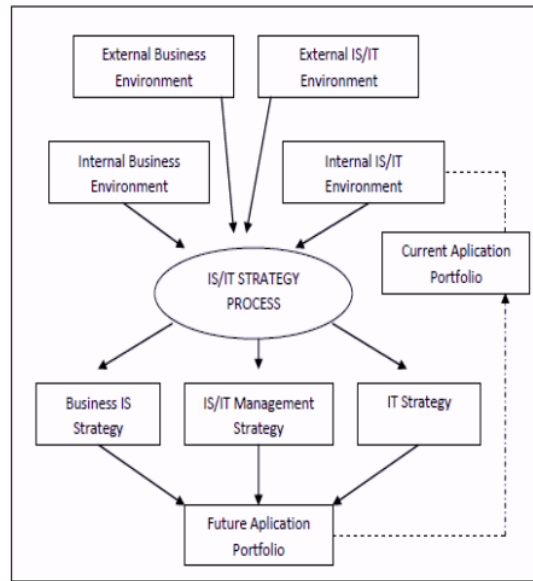 External Business
Environment
External IS/IT
Environment
Internal Business
Environment
Internal IS/IT
Environment
Current Aplication
Portfolio
IS/IT STRATEGY
PROCESS
Business IS
Strategy
IS/IT Management
Strategy
IT Strategy
Future Aplication
Portfolio